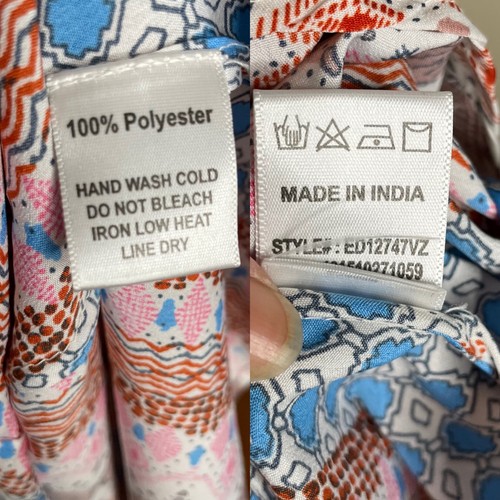 100% Polyester
HAND WASH COLD
DO NOT BLEACH
IRON LOW HEAT
LINE DRY
MADE IN INDIA
STYLE#: ED12747VZ